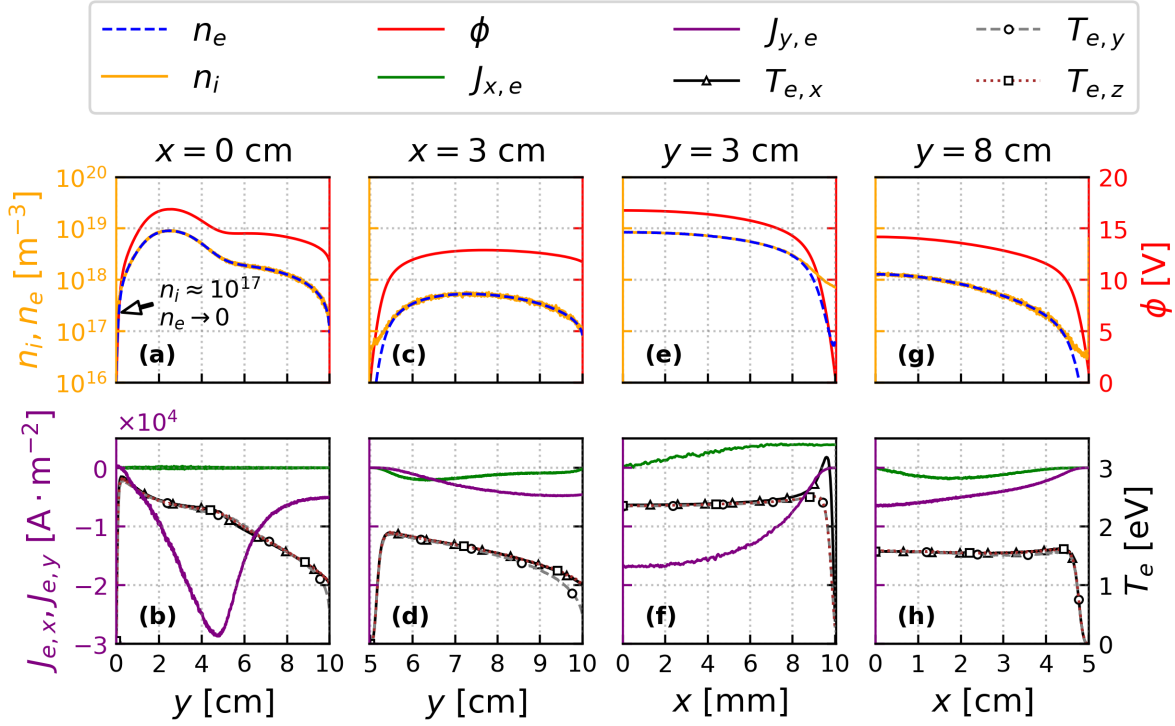 n_e ϕ J_{y,e} T_{e,y}
n_i J_{x,e} T_{e,x} T_{e,z}
x = 0 cm x = 3 cm y = 3 cm y = 8 cm
n_i, n_e [m^{−3}]
10^{20}
10^{19}
10^{18}
10^{17}
10^{16}
n_i ≈ 10^{17}
n_e → 0
(a) (c) (e) (g)
20
15
10
5
0
ϕ [V]
×10^4
J_{e,x}, J_{e,y} [A · m^{−2}]
0
−1
−2
−3
(b) (d) (f) (h)
3
2
1
0
T_e [eV]
0 2 4 6 8 10 5 6 7 8 9 10 0 2 4 6 8 10 0 1 2 3 4 5
y [cm] y [cm] x [mm] x [cm]